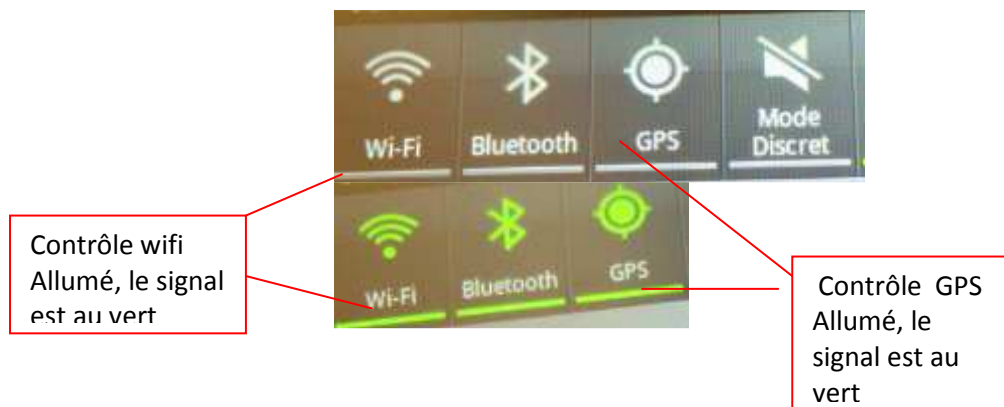 Wi-Fi Bluetooth GPS Mode
Discret
Wi-Fi Bluetooth GPS
Contrôle wifi
Allumé, le signal
est au vert
Contrôle GPS
Allumé, le
signal est au
vert